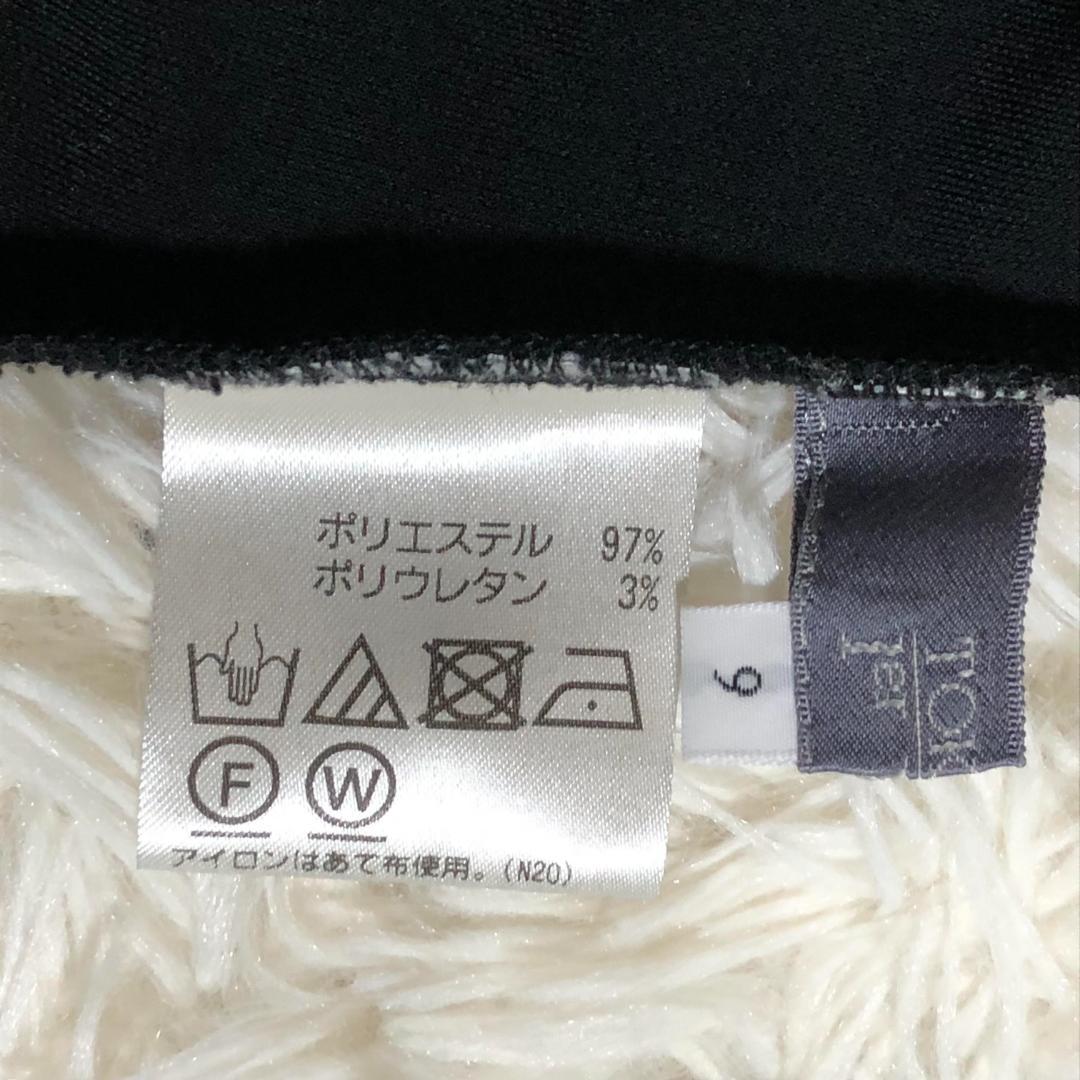 ポリエステル 97%
ポリウレタン 3%
F W
アイロンはあて布使用。(N20)
9